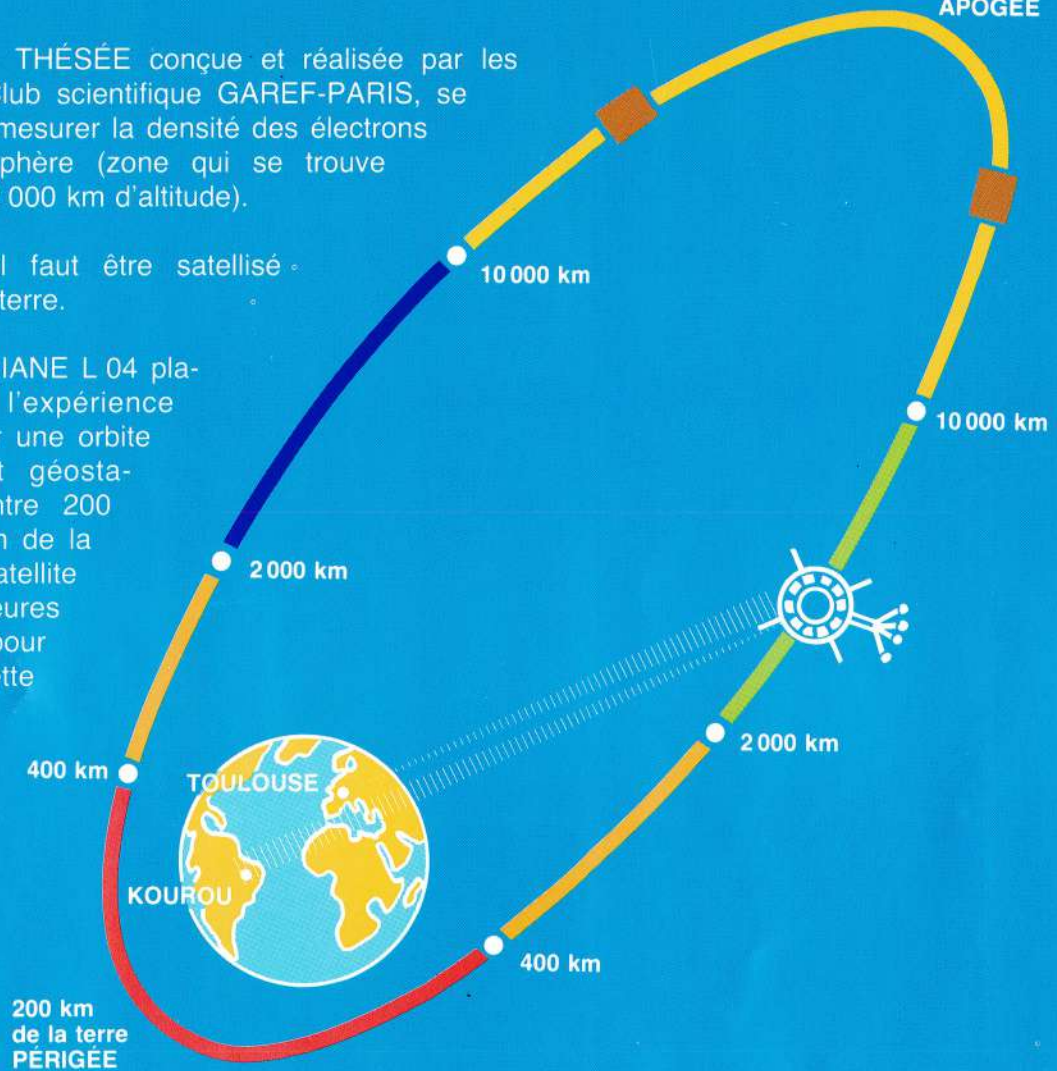 APOGÉE
THÉSÉE conçue et réalisée par les
Club scientifique GAREF-PARIS, se
mesurer la densité des électrons
phère (zone qui se trouve
000 km d'altitude).
l faut être satellisé
terre.
IANE L 04 pla-
l'expérience
r une orbite
t géosta-
ntre 200
n de la
atellite
eures
pour
ette
10 000 km
10 000 km
2 000 km
2 000 km
400 km
TOULOUSE
KOUROU
400 km
200 km
de la terre
PÉRIGÉE